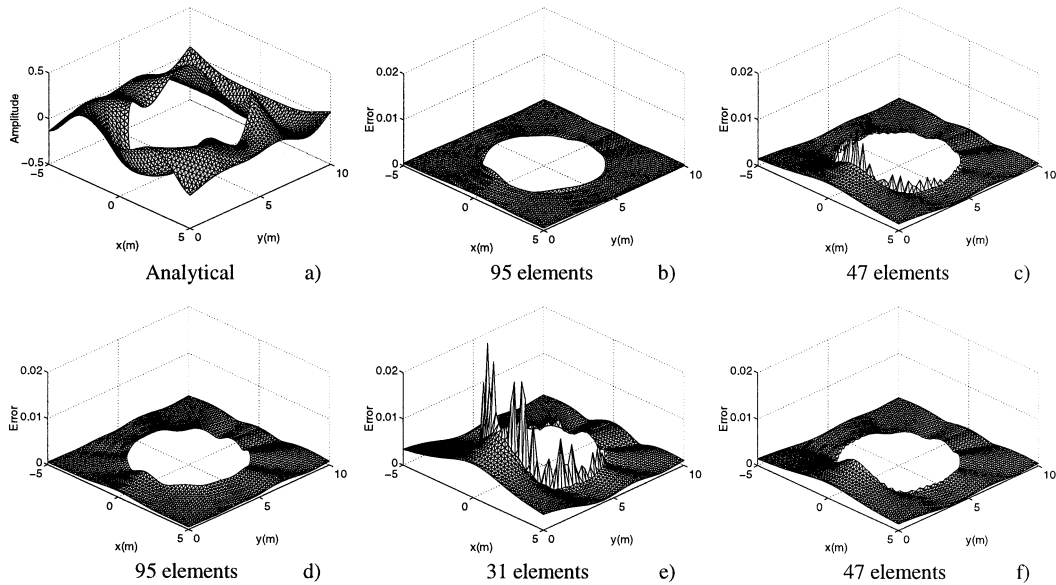 0.5
0
−0.5
−5
0
5
0
5
10
Amplitude
x(m)
y(m)
Analytical a)
0.02
0.01
0
−5
0
5
0
5
10
Error
x(m)
y(m)
95 elements b)
0.02
0.01
0
−5
0
5
0
5
10
Error
x(m)
y(m)
47 elements c)
0.02
0.01
0
−5
0
5
0
5
10
Error
x(m)
y(m)
95 elements d)
0.02
0.01
0
−5
0
5
0
5
10
Error
x(m)
y(m)
31 elements e)
0.02
0.01
0
−5
0
5
0
5
10
Error
x(m)
y(m)
47 elements f)